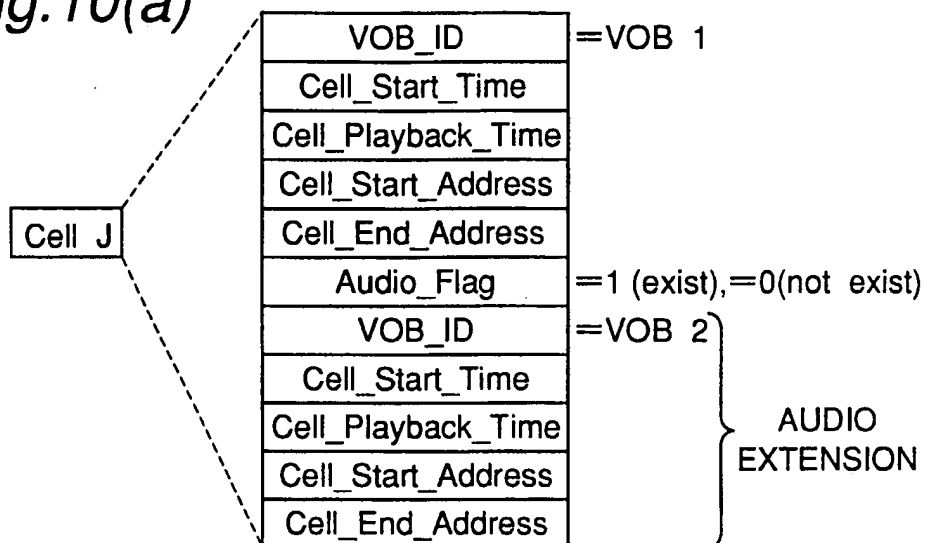 ig. 10(a)
VOB_ID =VOB 1
Cell_Start_Time
Cell_Playback_Time
Cell_Start_Address
Cell J
Cell_End_Address
Audio_Flag =1 (exist),=0(not exist)
VOB_ID =VOB 2
Cell_Start_Time
Cell_Playback_Time
AUDIO
EXTENSION
Cell_Start_Address
Cell_End_Address